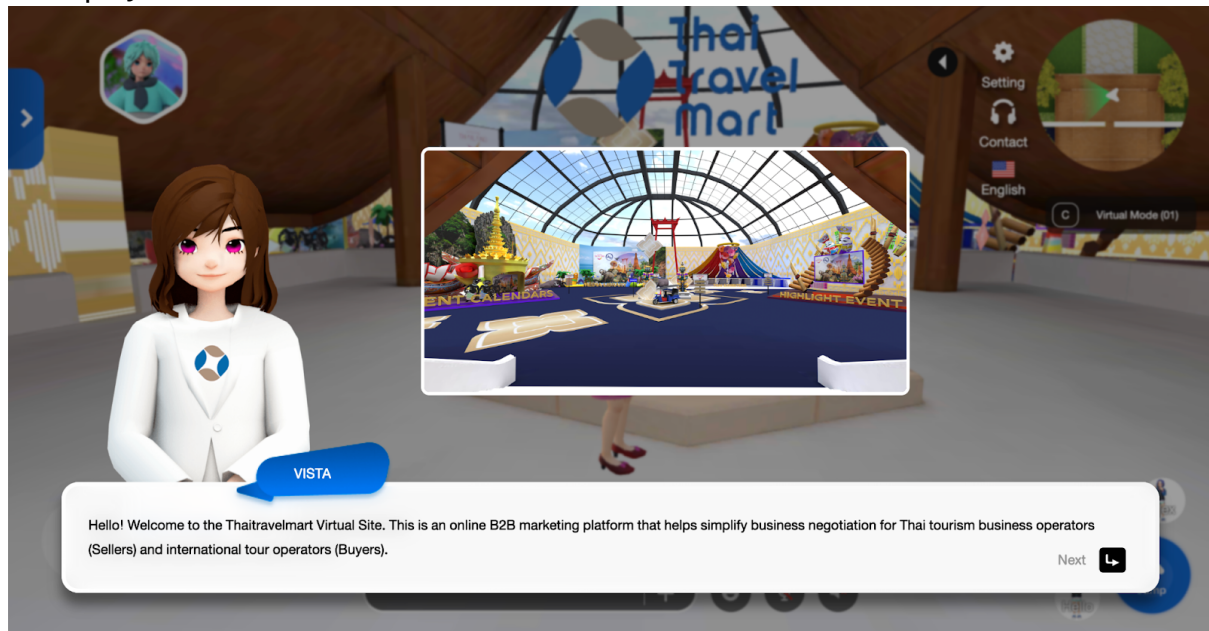 Thai
Travel
Mart
Setting
Contact
English
C Virtual Mode (01)
ENT CALENDARS
HIGHLIGHT EVENT
VISTA
Hello! Welcome to the Thaitravelmart Virtual Site. This is an online B2B marketing platform that helps simplify business negotiation for Thai tourism business operators
(Sellers) and international tour operators (Buyers).
Next